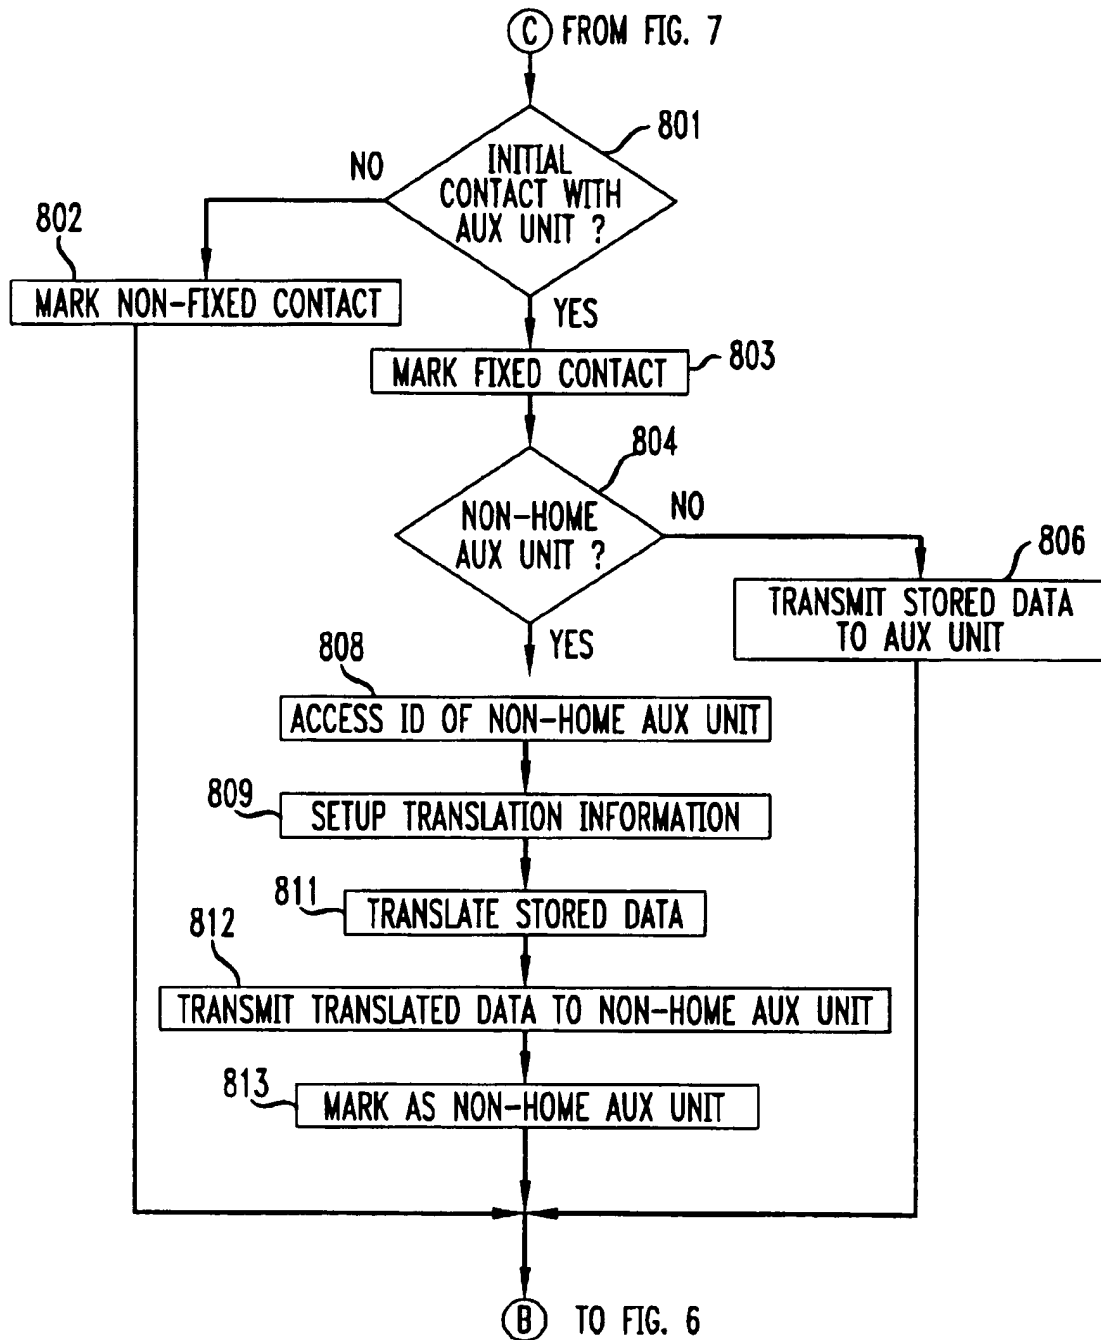 C FROM FIG. 7
801
INITIAL
CONTACT WITH
AUX UNIT ?
NO
802
MARK NON-FIXED CONTACT
YES
MARK FIXED CONTACT
803
804
NON-HOME
AUX UNIT ?
NO
806
TRANSMIT STORED DATA
TO AUX UNIT
YES
808
ACCESS ID OF NON-HOME AUX UNIT
809
SETUP TRANSLATION INFORMATION
811
TRANSLATE STORED DATA
812
TRANSMIT TRANSLATED DATA TO NON-HOME AUX UNIT
813
MARK AS NON-HOME AUX UNIT
B TO FIG. 6